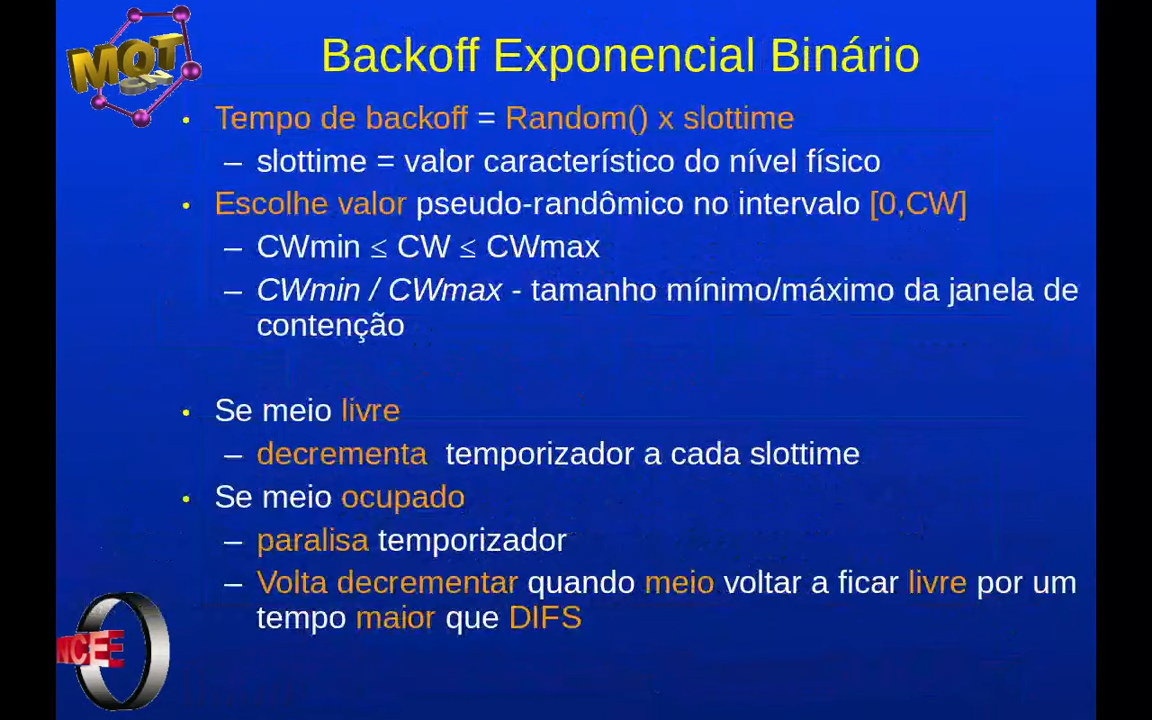 MQT
Backoff Exponencial Binário
• Tempo de backoff = Random() x slottime
– slottime = valor característico do nível físico
• Escolhe valor pseudo-randômico no intervalo [0,CW]
– CWmin ≤ CW ≤ CWmax
– CWmin / CWmax - tamanho mínimo/máximo da janela de
contenção
• Se meio livre
– decrementa temporizador a cada slottime
• Se meio ocupado
– paralisa temporizador
– Volta decrementar quando meio voltar a ficar livre por um
tempo maior que DIFS